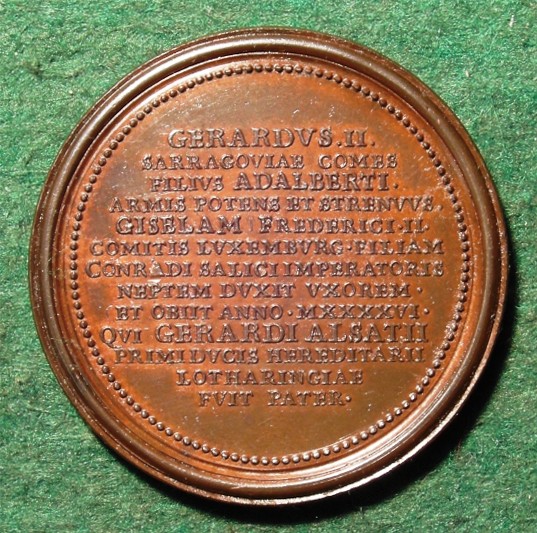 GERARDVS.II.
SARRAGOVIAE COMES
FILIVS ADALBERTI.
ARMIS POTENS ET STRENVVS.
GISELAM FREDERICI.II.
COMITIS LVXEMBVRG.FILIAM
CONRADI SALICI IMPERATORIS
NEPTEM DVXIT VXOREM.
ET OBIIT ANNO.MXXXXVI.
QVI GERARDI ALSATII
PRIMI DVCIS HEREDITARII
LOTHARINGIAE
FVIT PATER.